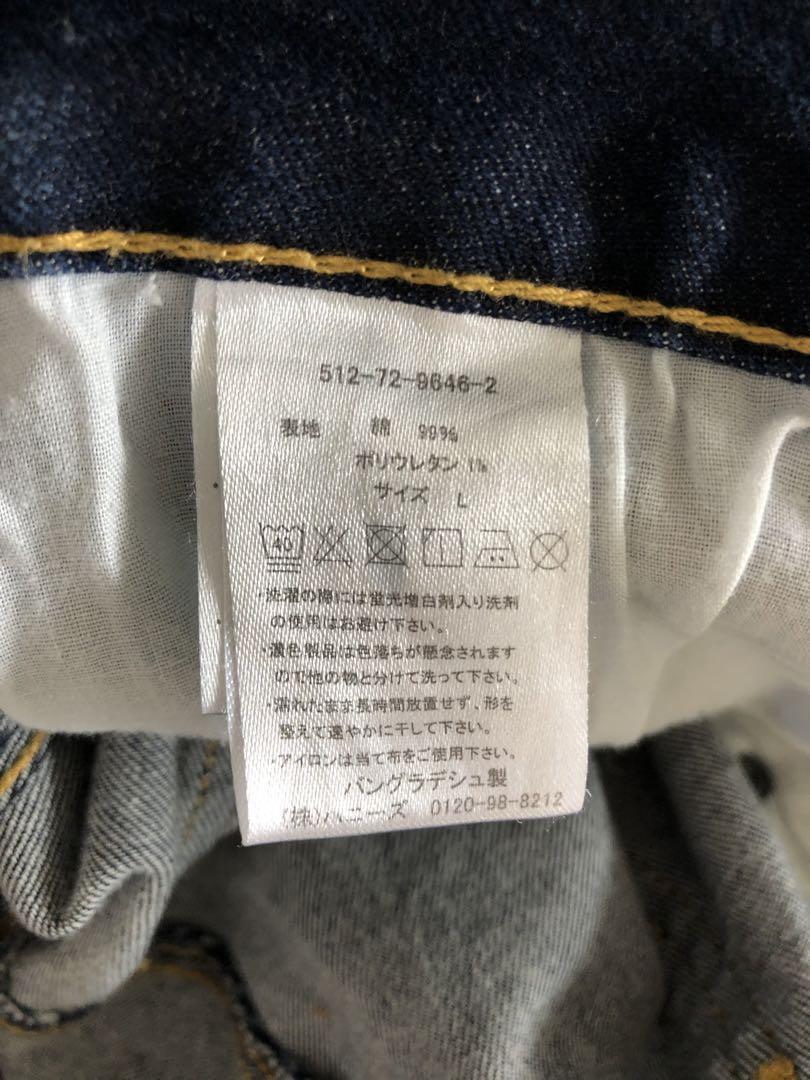 512-72-9646-2
表地 綿 99%
ポリウレタン 1%
サイズ L
40
・洗濯の際には蛍光増白剤入り洗剤
の使用はお避け下さい。
・濃色製品は色落ちが懸念されます
ので他の物と分けて洗って下さい。
・濡れたまま長時間放置せず、形を
整えて速やかに干して下さい。
・アイロンは当て布をご使用下さい。
バングラデシュ製
(株)ハニーズ 0120-98-8212